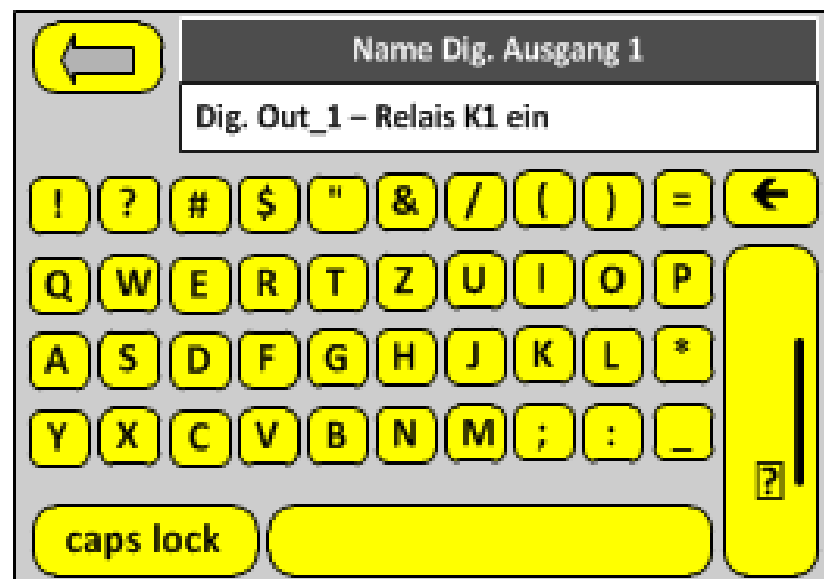 Name Dig. Ausgang 1
Dig. Out_1 – Relais K1 ein
! ? # $ " & / ( ) =
Q W E R T Z U I O P
A S D F G H J K L *
Y X C V B N M ; : _
?
caps lock